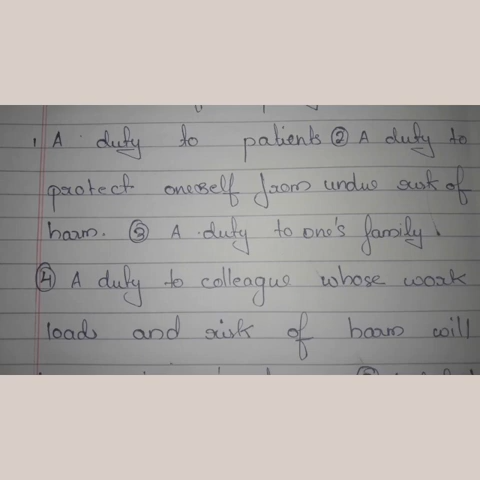 1 A duty to patients ② A duty to
protect oneself from undue risk of
harm. ③ A duty to one's family.
④ A duty to colleague whose work
loads and risk of harm will